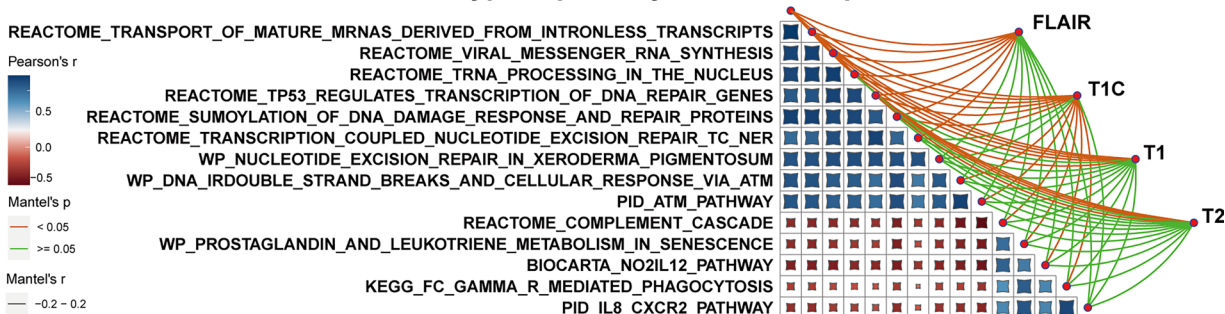 REACTOME_TRANSPORT_OF_MATURE_MRNAS_DERIVED_FROM_INTRONLESS_TRANSCRIPTS
REACTOME_VIRAL_MESSENGER_RNA_SYNTHESIS
REACTOME_TRNA_PROCESSING_IN_THE_NUCLEUS
REACTOME_TP53_REGULATES_TRANSCRIPTION_OF_DNA_REPAIR_GENES
REACTOME_SUMOYLATION_OF_DNA_DAMAGE_RESPONSE_AND_REPAIR_PROTEINS
REACTOME_TRANSCRIPTION_COUPLED_NUCLEOTIDE_EXCISION_REPAIR_TC_NER
WP_NUCLEOTIDE_EXCISION_REPAIR_IN_XERODERMA_PIGMENTOSUM
WP_DNA_IRDOUBLE_STRAND_BREAKS_AND_CELLULAR_RESPONSE_VIA_ATM
PID_ATM_PATHWAY
REACTOME_COMPLEMENT_CASCADE
WP_PROSTAGLANDIN_AND_LEUKOTRIENE_METABOLISM_IN_SENESCENCE
BIOCARTA_NO2IL12_PATHWAY
KEGG_FC_GAMMA_R_MEDIATED_PHAGOCYTOSIS
PID_IL8_CXCR2_PATHWAY
FLAIR
T1C
T1
T2
Pearson's r
0.5
0.0
−0.5
Mantel's p
< 0.05
>= 0.05
Mantel's r
−0.2 − 0.2